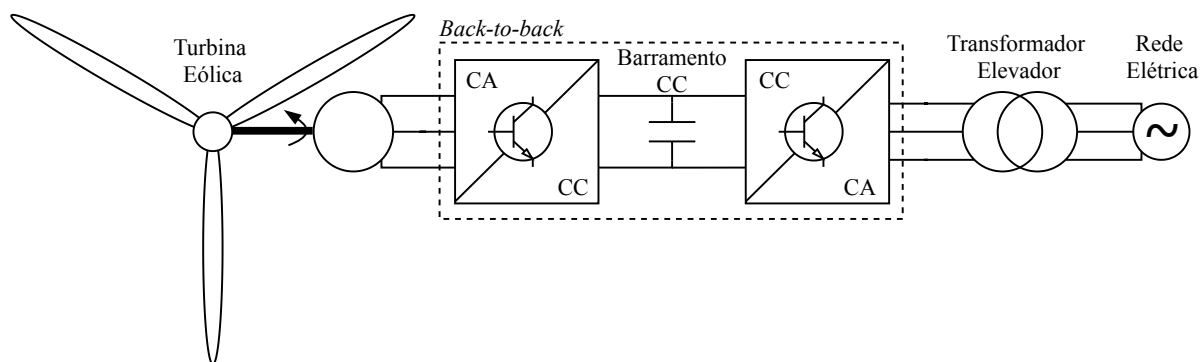 Back-to-back
Turbina
Eólica
CA
CC
Barramento
CC
CC
CA
Transformador
Elevador
Rede
Elétrica
~